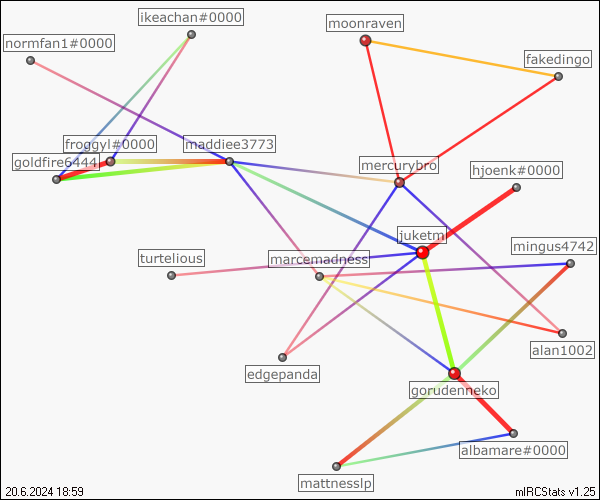 ikeachan#0000
moonraven
normfan1#0000
fakedingo
froggyl#0000
maddiee3773
goldfire6444
mercurybro
hjoenk#0000
juketm
mingus4742
turtelious
marcemadness
alan1002
edgepanda
gorudenneko
albamare#0000
mattnesslp
20.6.2024 18:59
mIRCStats v1.25